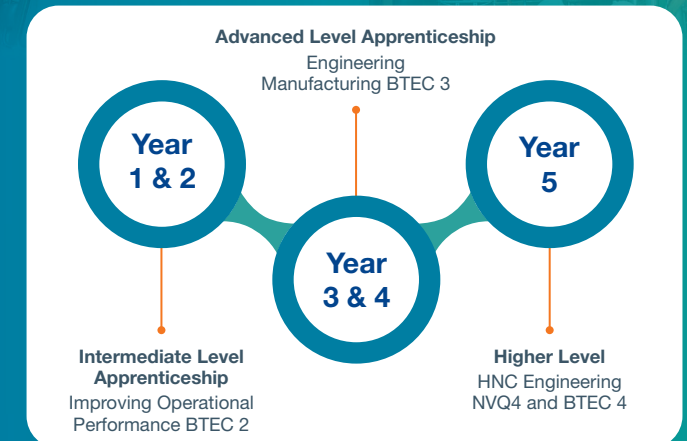 Advanced Level Apprenticeship
Engineering
Manufacturing BTEC 3
Year
1 & 2
Year
5
Year
3 & 4
Intermediate Level
Apprenticeship
Improving Operational
Performance BTEC 2
Higher Level
HNC Engineering
NVQ4 and BTEC 4